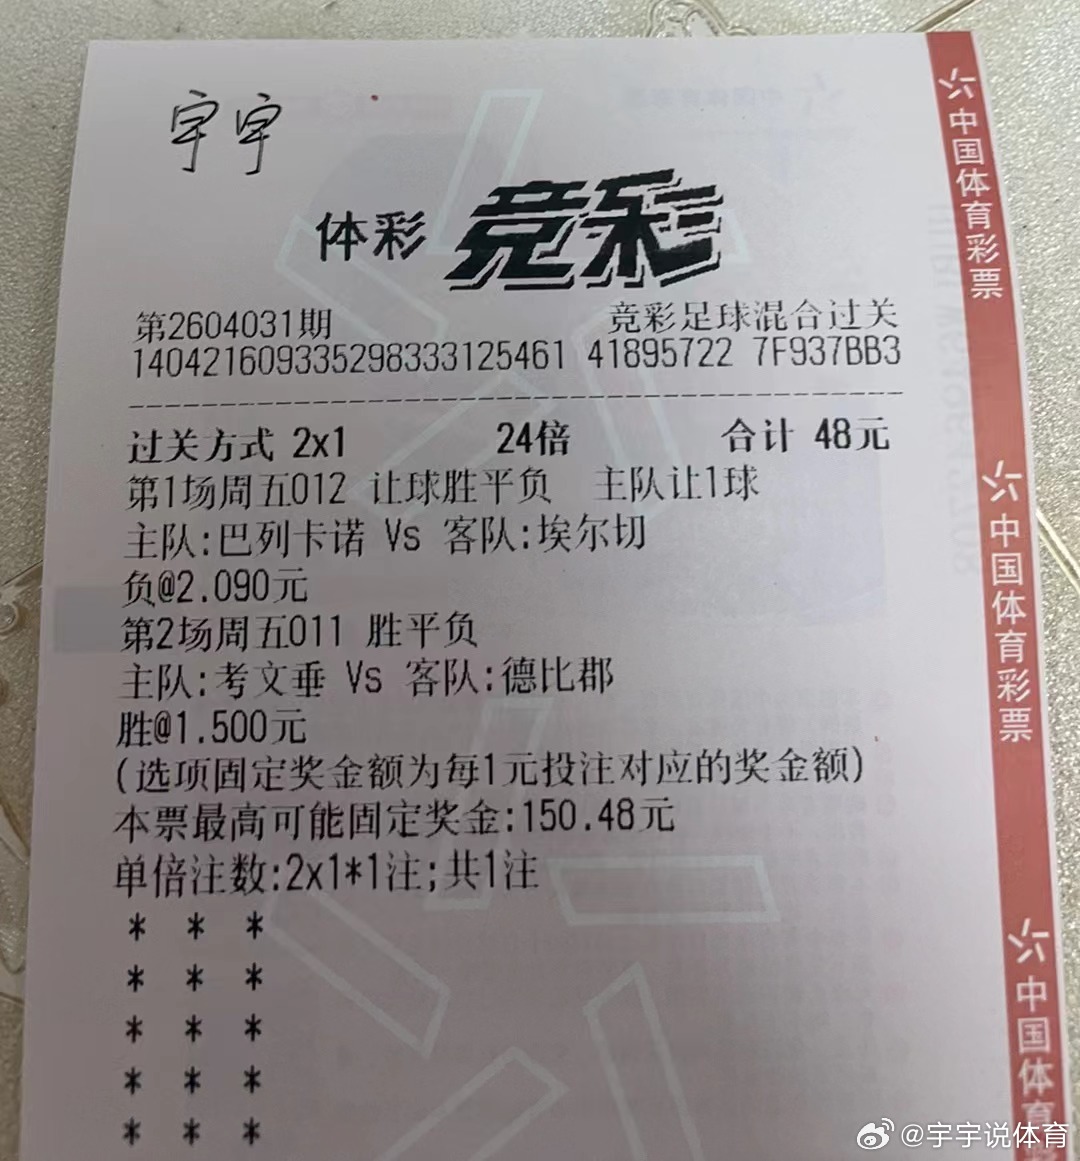 宇宇
体彩 竞彩
第2604031期 竞彩足球混合过关
140421609335298333125461 41895722 7F937BB3
过关方式 2x1 24倍 合计 48元
第1场周五012 让球胜平负 主队让1球
主队:巴列卡诺 Vs 客队:埃尔切
负@2.090元
第2场周五011 胜平负
主队:考文垂 Vs 客队:德比郡
胜@1.500元
(选项固定奖金额为每1元投注对应的奖金额)
本票最高可能固定奖金:150.48元
单倍注数:2x1*1注;共1注
* * *
* * *
* * *
* * *
* * *
中国体育彩票
中国体育彩票
中国体育
@宇宇说体育